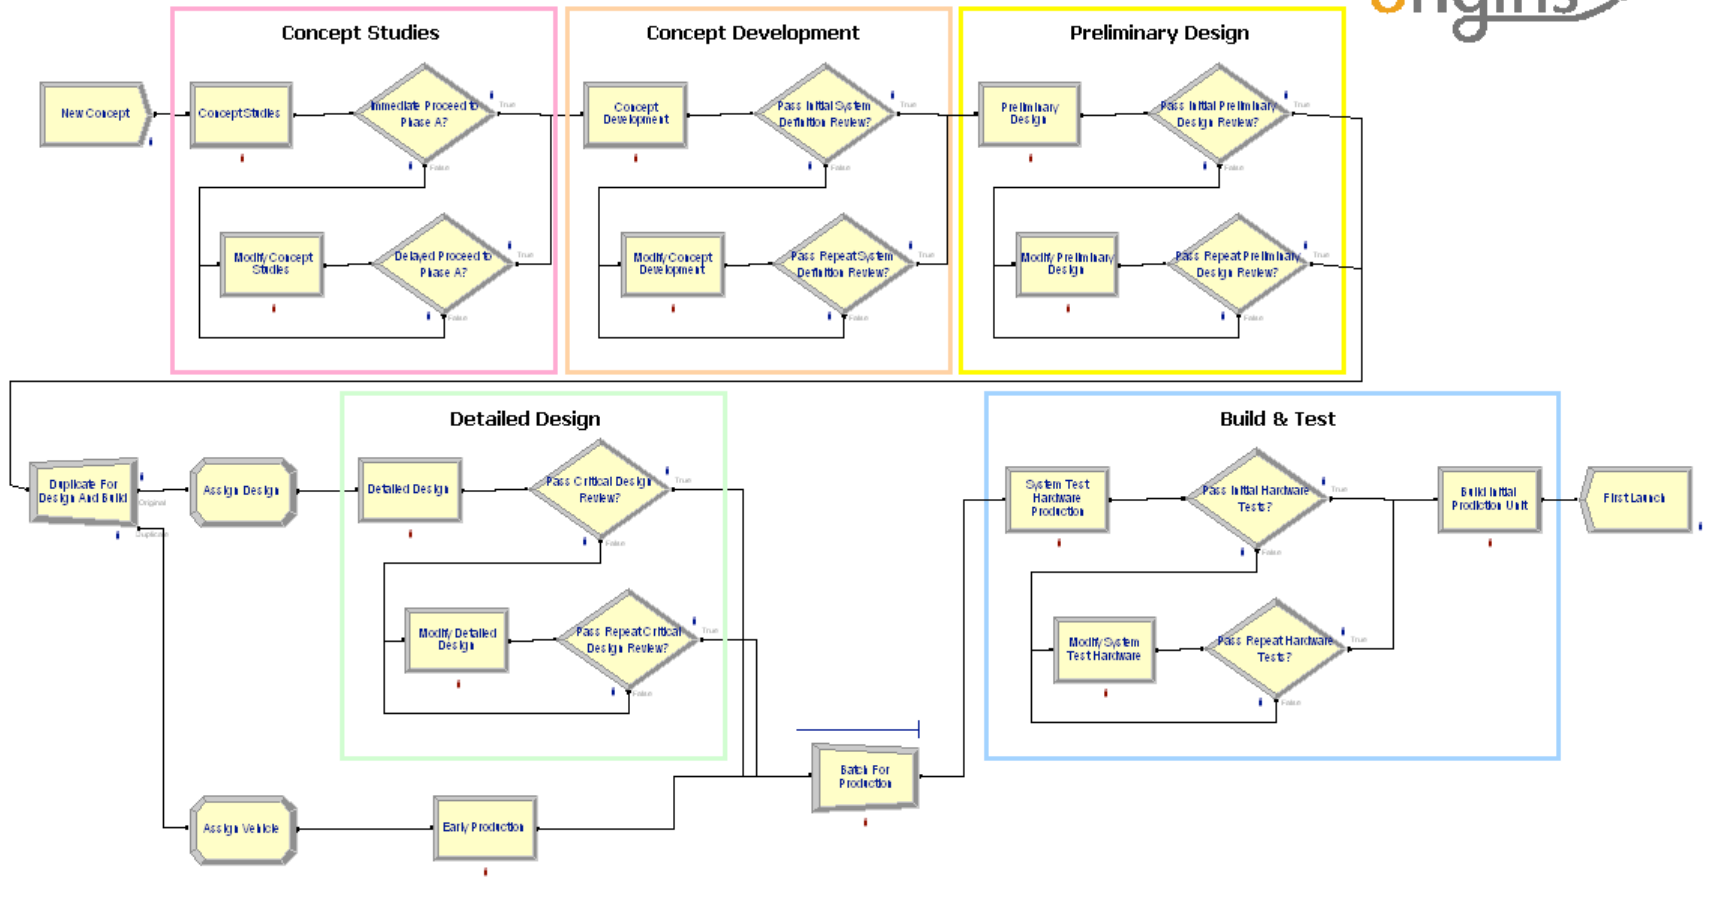 origins
Concept Studies
Concept Development
Preliminary Design
New Concept
Concept Studies
Immediate Proceed to
Phase A?
True
False
Modify Concept
Studies
Delayed Proceed to
Phase A?
True
False
Concept
Development
Pass Initial System
Definition Review?
True
False
Modify Concept
Development
Pass Repeat System
Definition Review?
True
False
Preliminary
Design
Pass Initial Preliminary
Design Review?
True
False
Modify Preliminary
Design
Pass Repeat Preliminary
Design Review?
True
False
Detailed Design
Build & Test
Duplicate For
Design And Build
Original
Duplicate
Assign Design
Detailed Design
Pass Critical Design
Review?
True
False
Modify Detailed
Design
Pass Repeat Critical
Design Review?
True
False
Assign Vehicle
Early Production
Batch For
Production
System Test
Hardware
Production
Pass Initial Hardware
Tests?
True
False
Modify System
Test Hardware
Pass Repeat Hardware
Tests?
True
False
Build Initial
Production Unit
First Launch